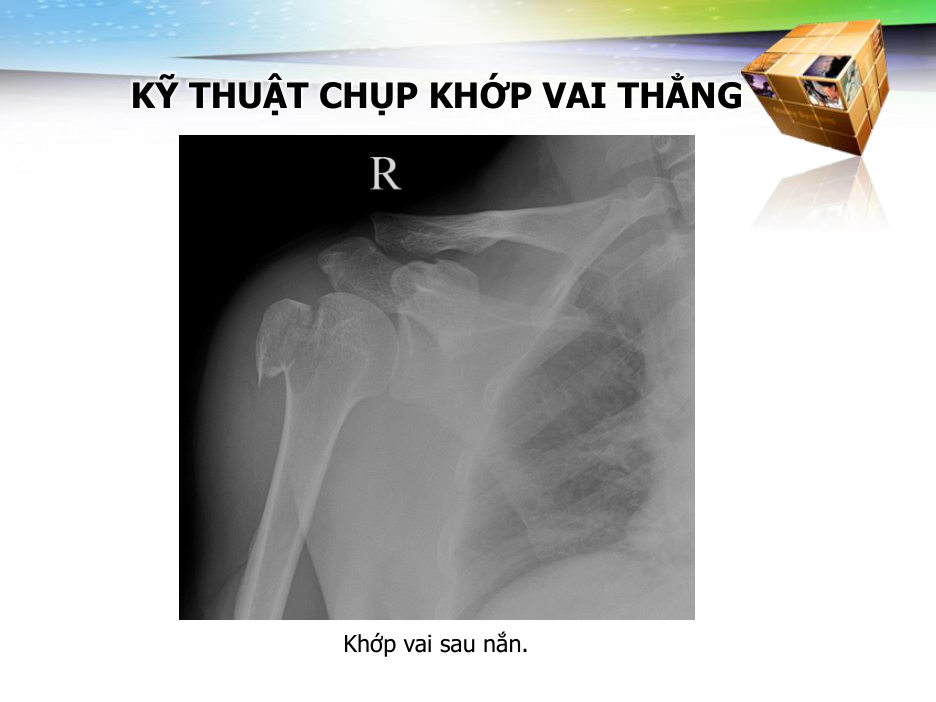 KỸ THUẬT CHỤP KHỚP VAI THẲNG
R
Khớp vai sau nắn.